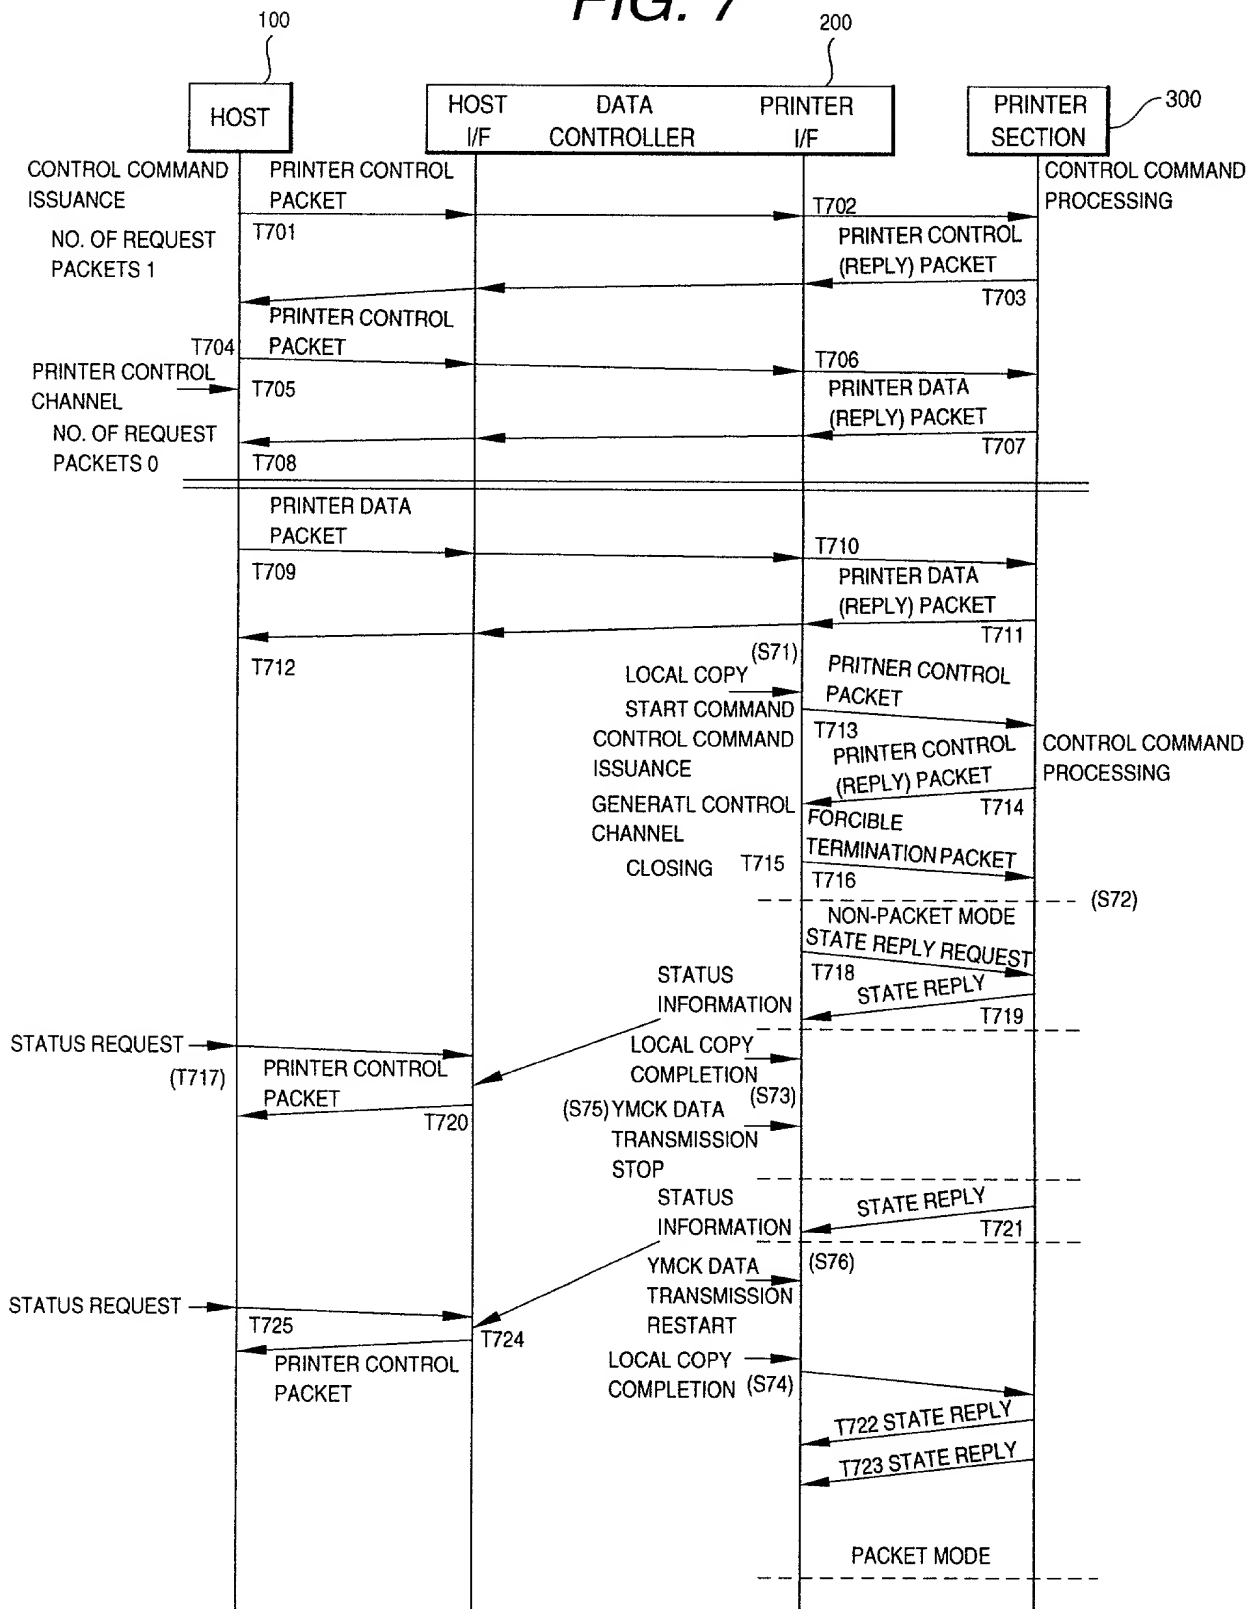 FIG. 7
100
200
HOST
HOST I/F
DATA CONTROLLER
PRINTER I/F
PRINTER SECTION
300
CONTROL COMMAND ISSUANCE
PRINTER CONTROL PACKET
CONTROL COMMAND PROCESSING
T701
T702
NO. OF REQUEST PACKETS 1
PRINTER CONTROL (REPLY) PACKET
T703
PRINTER CONTROL PACKET
T704
T706
PRINTER CONTROL CHANNEL
T705
PRINTER DATA (REPLY) PACKET
NO. OF REQUEST PACKETS 0
T707
T708
PRINTER DATA PACKET
T709
T710
PRINTER DATA (REPLY) PACKET
T711
T712
(S71)
LOCAL COPY
START COMMAND
PRITNER CONTROL PACKET
T713
CONTROL COMMAND ISSUANCE
PRINTER CONTROL (REPLY) PACKET
CONTROL COMMAND PROCESSING
T714
GENERATL CONTROL CHANNEL
CLOSING
T715
FORCIBLE TERMINATION PACKET
T716
(S72)
NON-PACKET MODE
STATE REPLY REQUEST
T718
STATE REPLY
T719
STATUS INFORMATION
STATUS REQUEST
(T717)
PRINTER CONTROL PACKET
T720
LOCAL COPY COMPLETION
(S73)
(S75) YMCK DATA TRANSMISSION STOP
STATUS INFORMATION
STATE REPLY
T721
(S76)
YMCK DATA TRANSMISSION RESTART
STATUS REQUEST
T725
T724
PRINTER CONTROL PACKET
LOCAL COPY COMPLETION (S74)
T722 STATE REPLY
T723 STATE REPLY
PACKET MODE